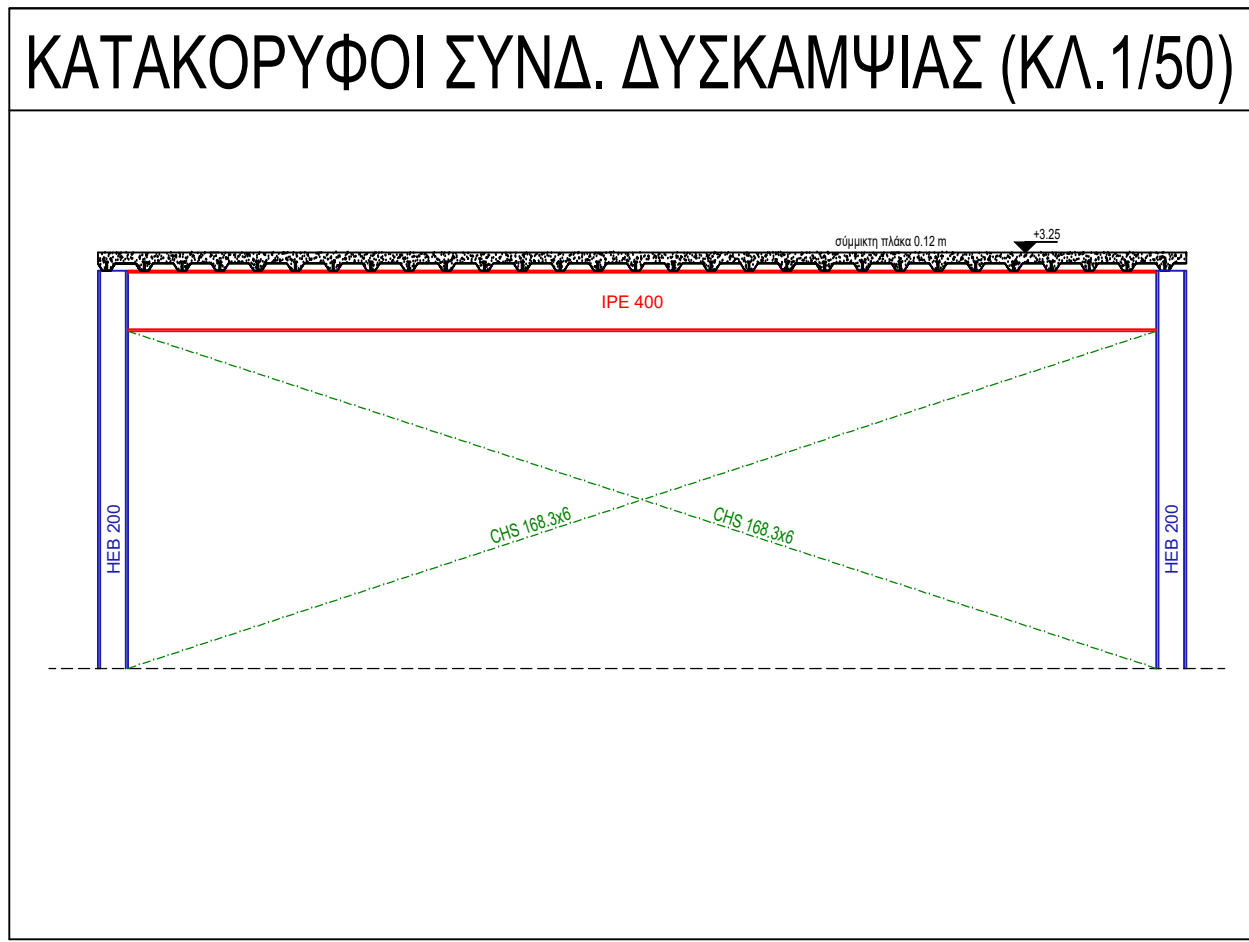 ΚΑΤΑΚΟΡΥΦΟΙ ΣΥΝΔ. ΔΥΣΚΑΜΨΙΑΣ (ΚΛ.1/50)
σύμμικτη πλάκα 0.12 m
+3.25
IPE 400
HEB 200
CHS 168.3x6
CHS 168.3x6
HEB 200